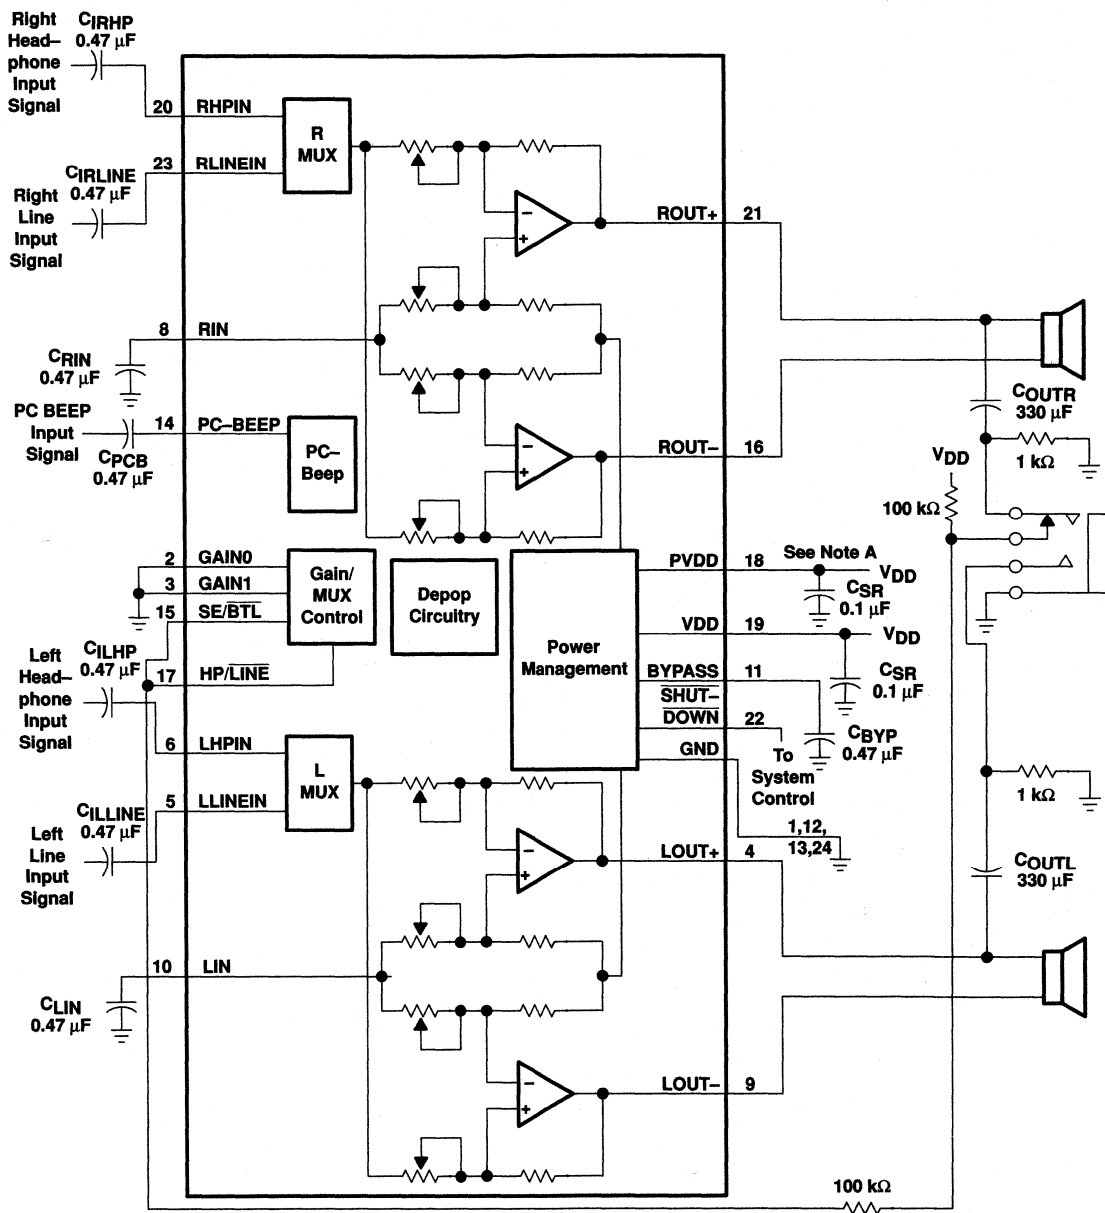 Right
Head–
phone
Input
Signal
CIRHP
0.47 μF
20
RHPIN
R
MUX
23
RLINEIN
CIRLINE
0.47 μF
Right
Line
Input
Signal
ROUT+
21
8
RIN
CRIN
0.47 μF
PC BEEP
Input
Signal
14
PC–BEEP
CPCB
0.47 μF
PC–
Beep
ROUT–
16
COUTR
330 μF
1 kΩ
VDD
100 kΩ
2
GAIN0
3
GAIN1
15
SE/BTL
Gain/
MUX
Control
Depop
Circuitry
Power
Management
PVDD
18
See Note A
VDD
CSR
0.1 μF
VDD
19
VDD
CSR
0.1 μF
BYPASS
11
SHUT–
DOWN
22
CBYP
0.47 μF
GND
To
System
Control
1,12,
13,24
CILHP
0.47 μF
Left
Head–
phone
Input
Signal
17
HP/LINE
6
LHPIN
L
MUX
5
LLINEIN
CILLINE
0.47 μF
Left
Line
Input
Signal
LOUT+
4
1 kΩ
COUTL
330 μF
10
LIN
CLIN
0.47 μF
LOUT–
9
100 kΩ